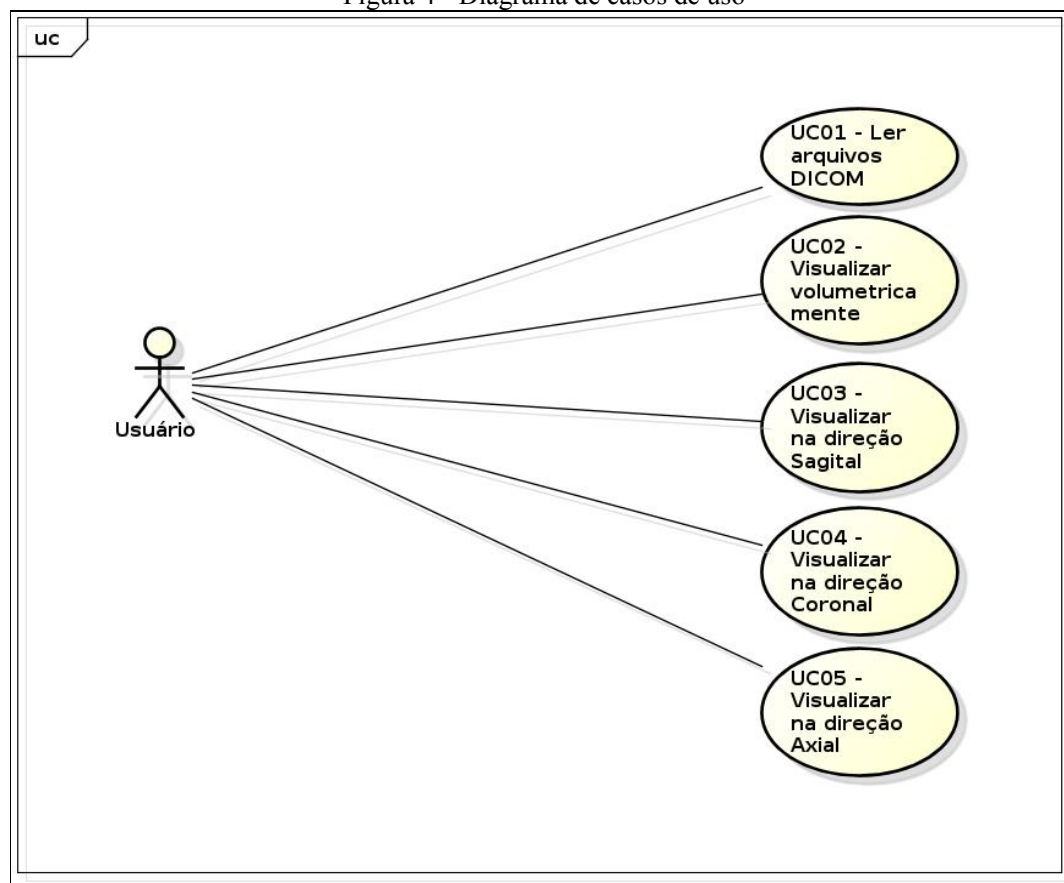 Figura 4 - Diagrama de casos de uso
uc
UC01 - Ler
arquivos
DICOM
UC02 -
Visualizar
volumetrica
mente
UC03 -
Visualizar
na direção
Sagital
Usuário
UC04 -
Visualizar
na direção
Coronal
UC05 -
Visualizar
na direção
Axial